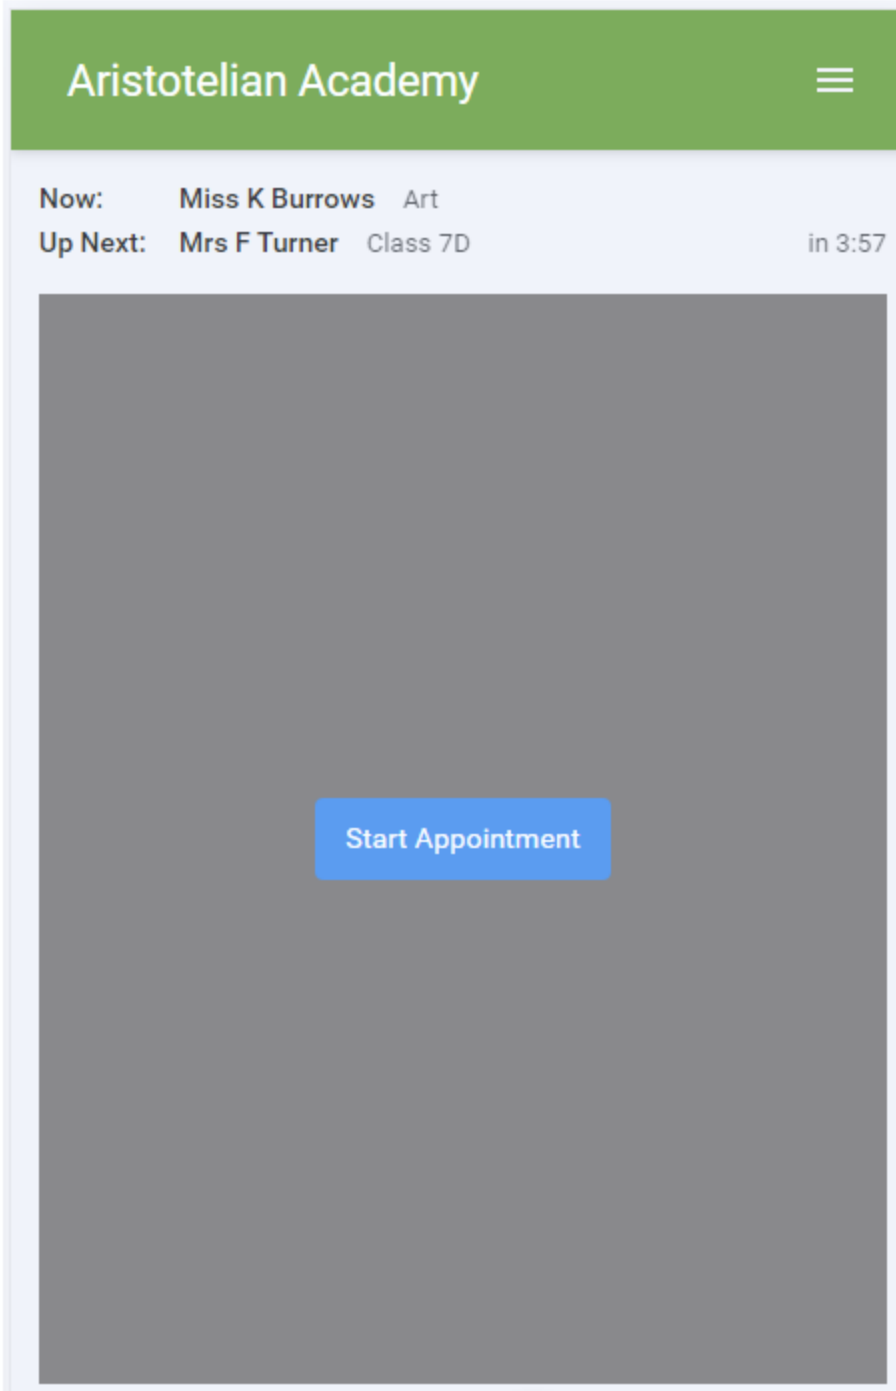 Aristotelian Academy
Now: Miss K Burrows Art
Up Next: Mrs F Turner Class 7D in 3:57
Start Appointment